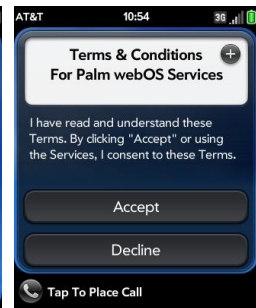 AT&T 10:54 3G
Terms & Conditions
For Palm webOS Services
I have read and understand these
Terms. By clicking "Accept" or using
the Services, I consent to these Terms.
Accept
Decline
Tap To Place Call